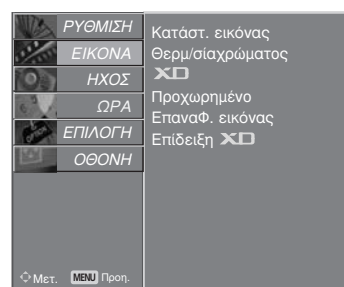 ΡΥΘΜΙΣΗ
ΕΙΚΟΝΑ
ΗΧΟΣ
ΩΡΑ
ΕΠΙΛΟΓΗ
ΟΘΟΝΗ
Κατάστ. εικόνας
Θερμ/σίαχρώματος
XD
Προχωρημένο
ΕπαναΦ. εικόνας
Επίδειξη XD
Μετ. MENU Προη.